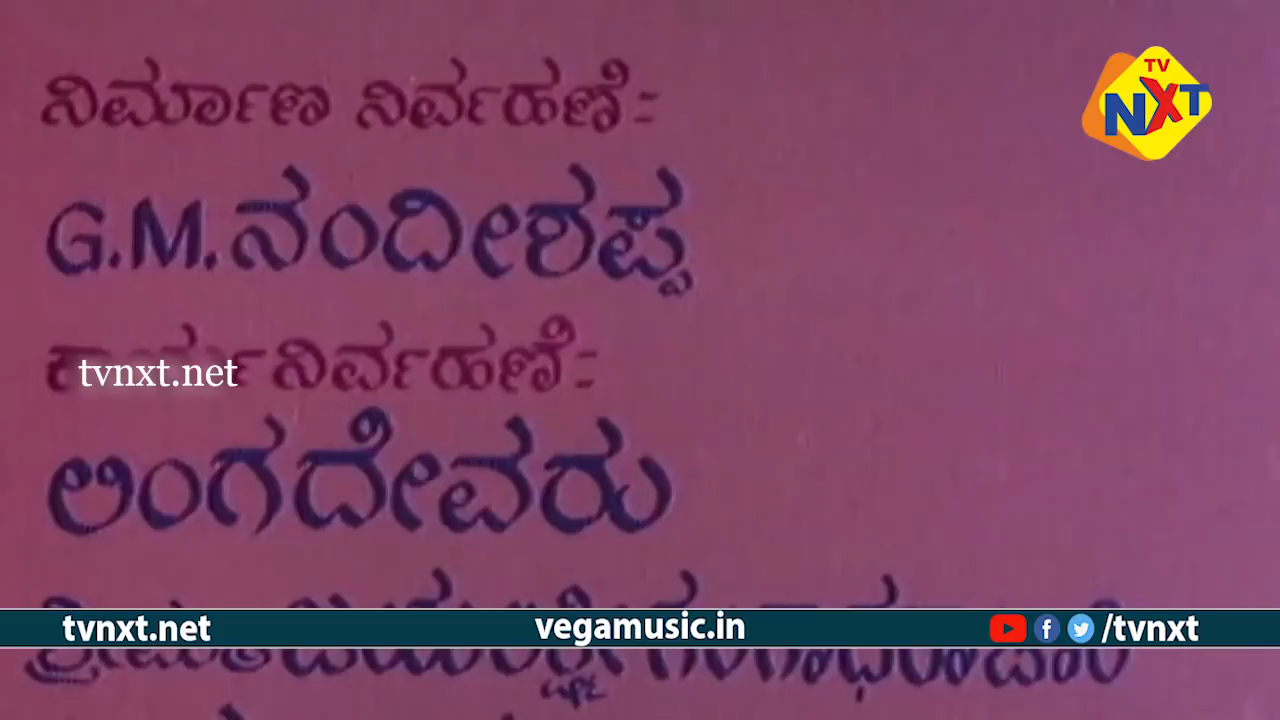 ನಿರ್ಮಾಣ ನಿರ್ವಹಣೆ:-
TV NXT
G.M.ನಂದೀಶಪ್ಪ
ನಿರ್ವಹಣೆ:-
tvnxt.net
ಲಿಂಗದೇವರು
tvnxt.net vegamusic.in /tvnxt